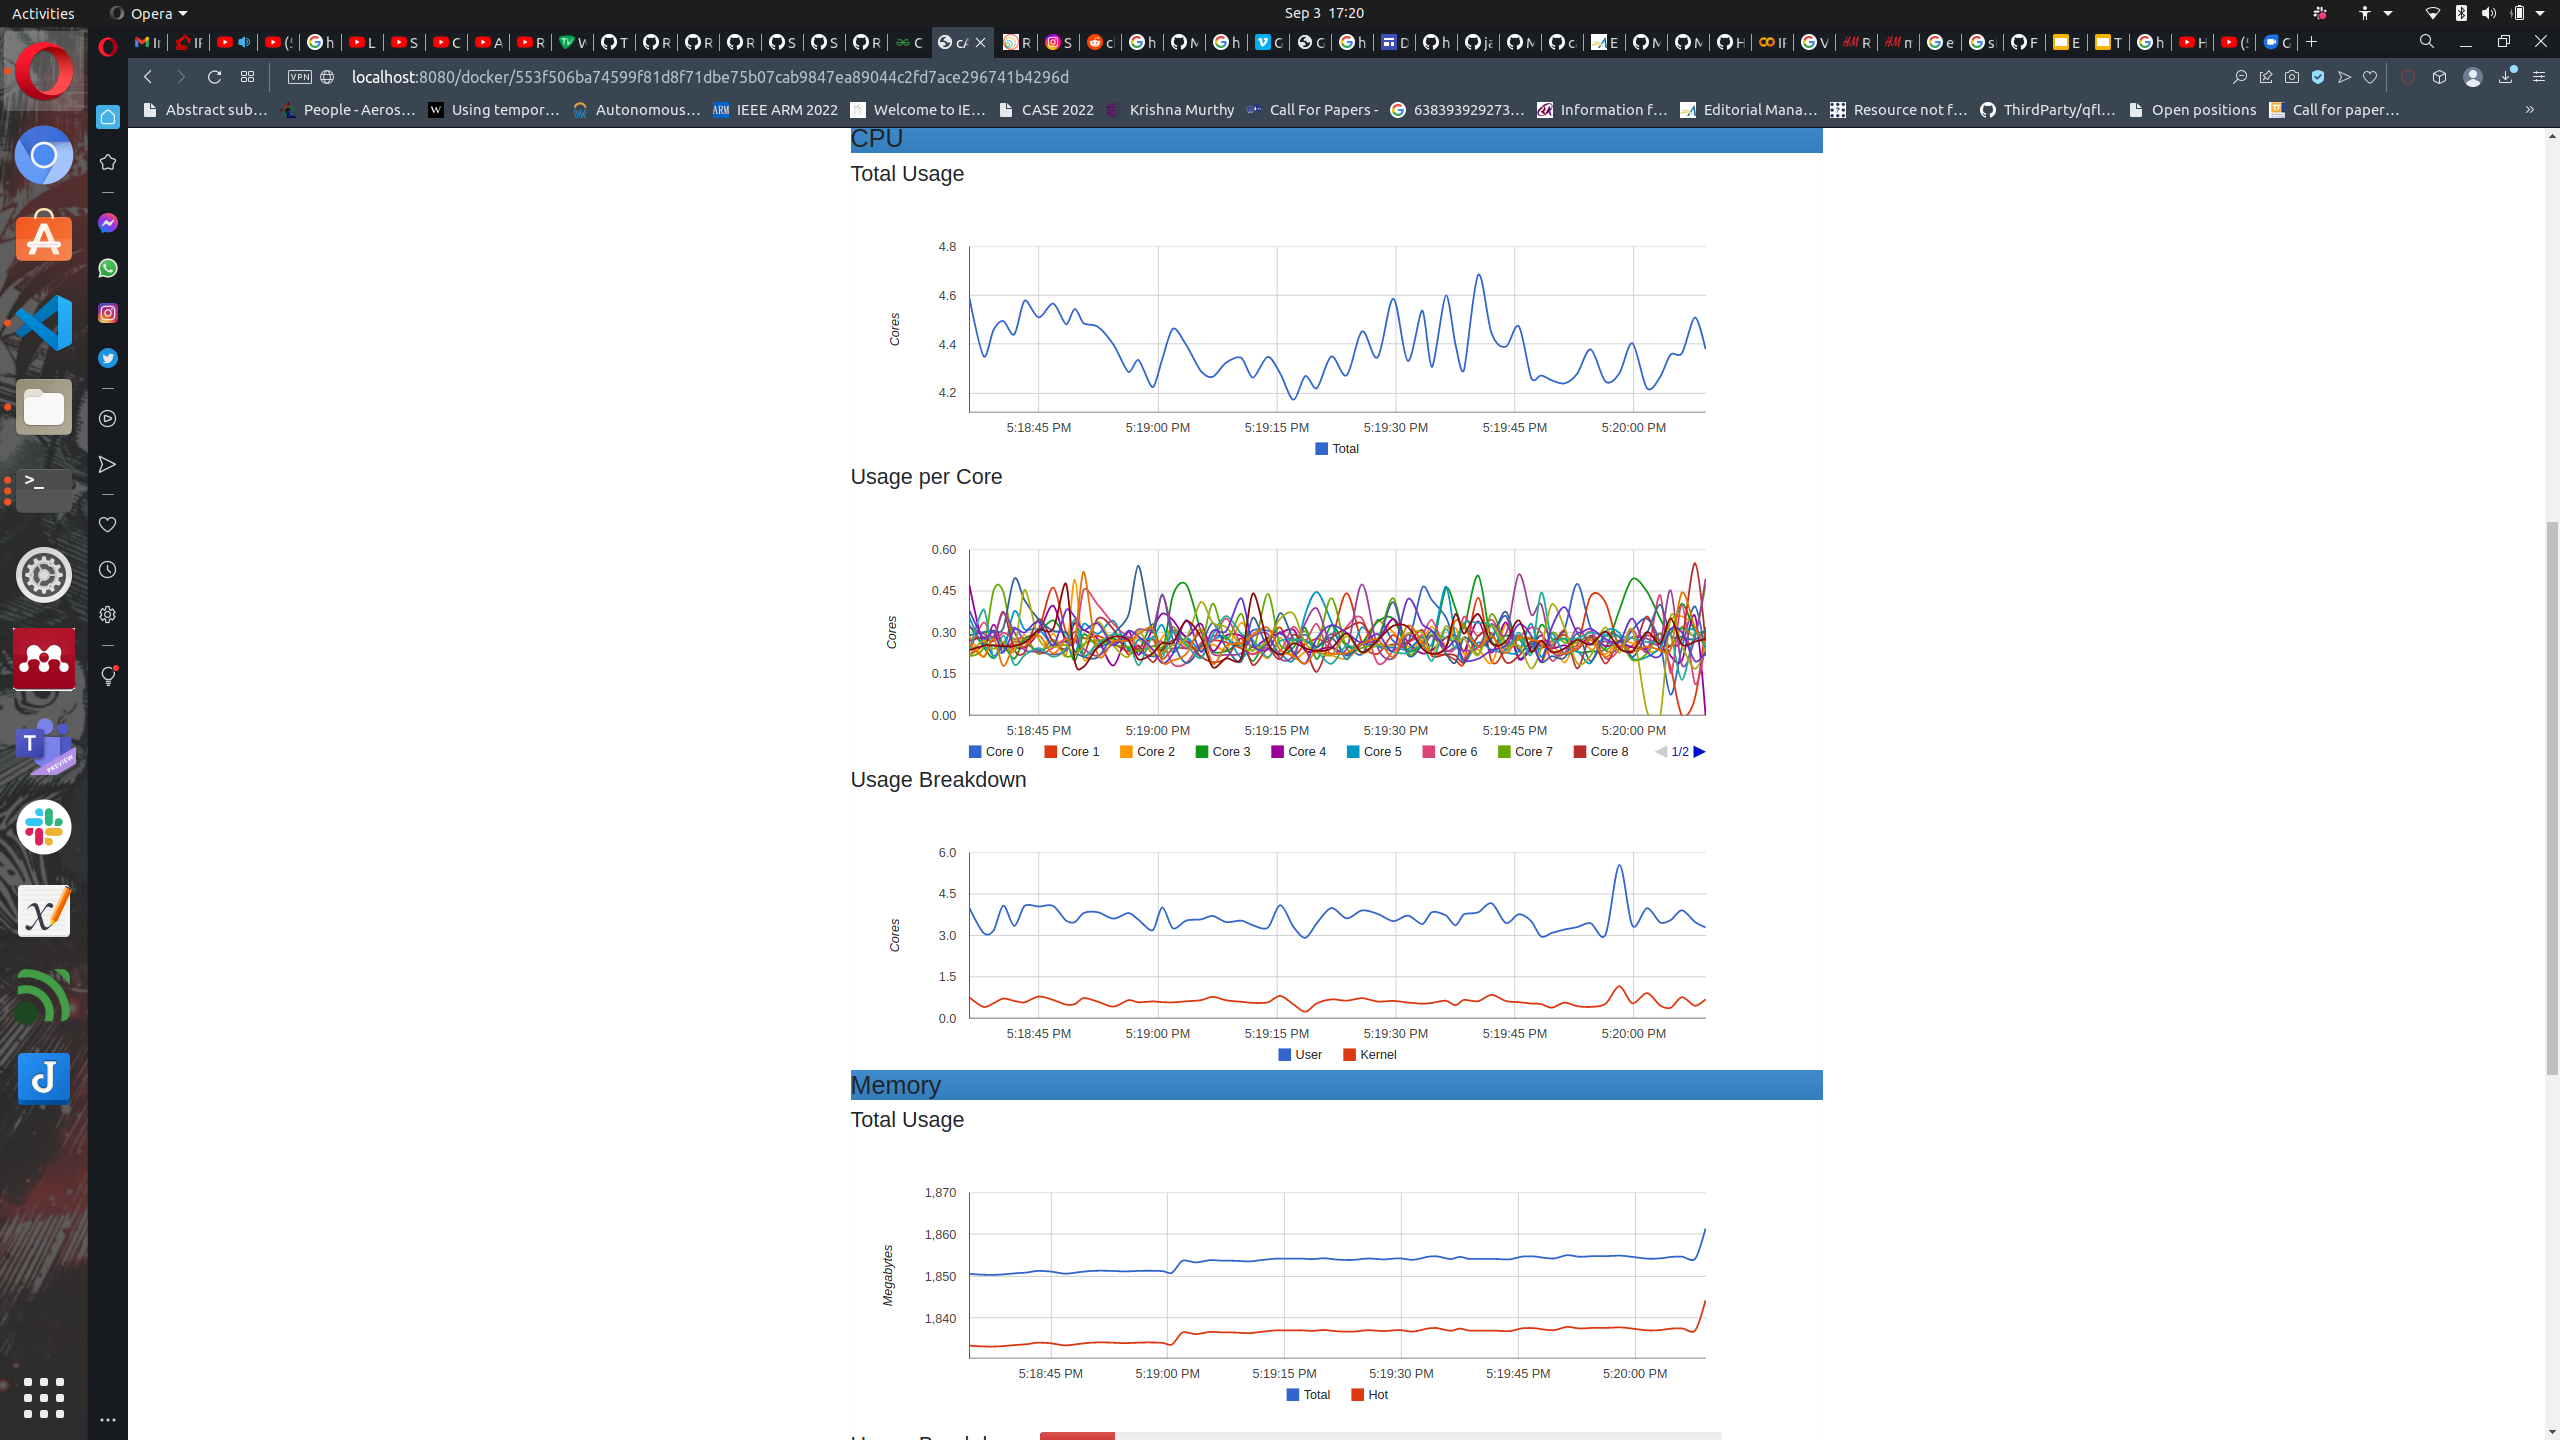 Activities
Opera
Sep 3 17:20
localhost:8080/docker/553f506ba74599f81d8f71dbe75b07cab9847ea89044c2fd7ace296741b4296d
VPN
Abstract sub…
People - Aeros…
Using tempor…
Autonomous…
IEEE ARM 2022
Welcome to IE…
CASE 2022
Krishna Murthy
Call For Papers -
638393929273…
Information f…
Editorial Mana…
Resource not f…
ThirdParty/qfl…
Open positions
Call for paper…
CPU
Total Usage
4.8
4.6
4.4
4.2
Cores
5:18:45 PM 5:19:00 PM 5:19:15 PM 5:19:30 PM 5:19:45 PM 5:20:00 PM
Total
Usage per Core
0.60
0.45
0.30
0.15
0.00
Cores
5:18:45 PM 5:19:00 PM 5:19:15 PM 5:19:30 PM 5:19:45 PM 5:20:00 PM
Core 0 Core 1 Core 2 Core 3 Core 4 Core 5 Core 6 Core 7 Core 8 1/2
Usage Breakdown
6.0
4.5
3.0
1.5
0.0
Cores
5:18:45 PM 5:19:00 PM 5:19:15 PM 5:19:30 PM 5:19:45 PM 5:20:00 PM
User Kernel
Memory
Total Usage
1,870
1,860
1,850
1,840
Megabytes
5:18:45 PM 5:19:00 PM 5:19:15 PM 5:19:30 PM 5:19:45 PM 5:20:00 PM
Total Hot